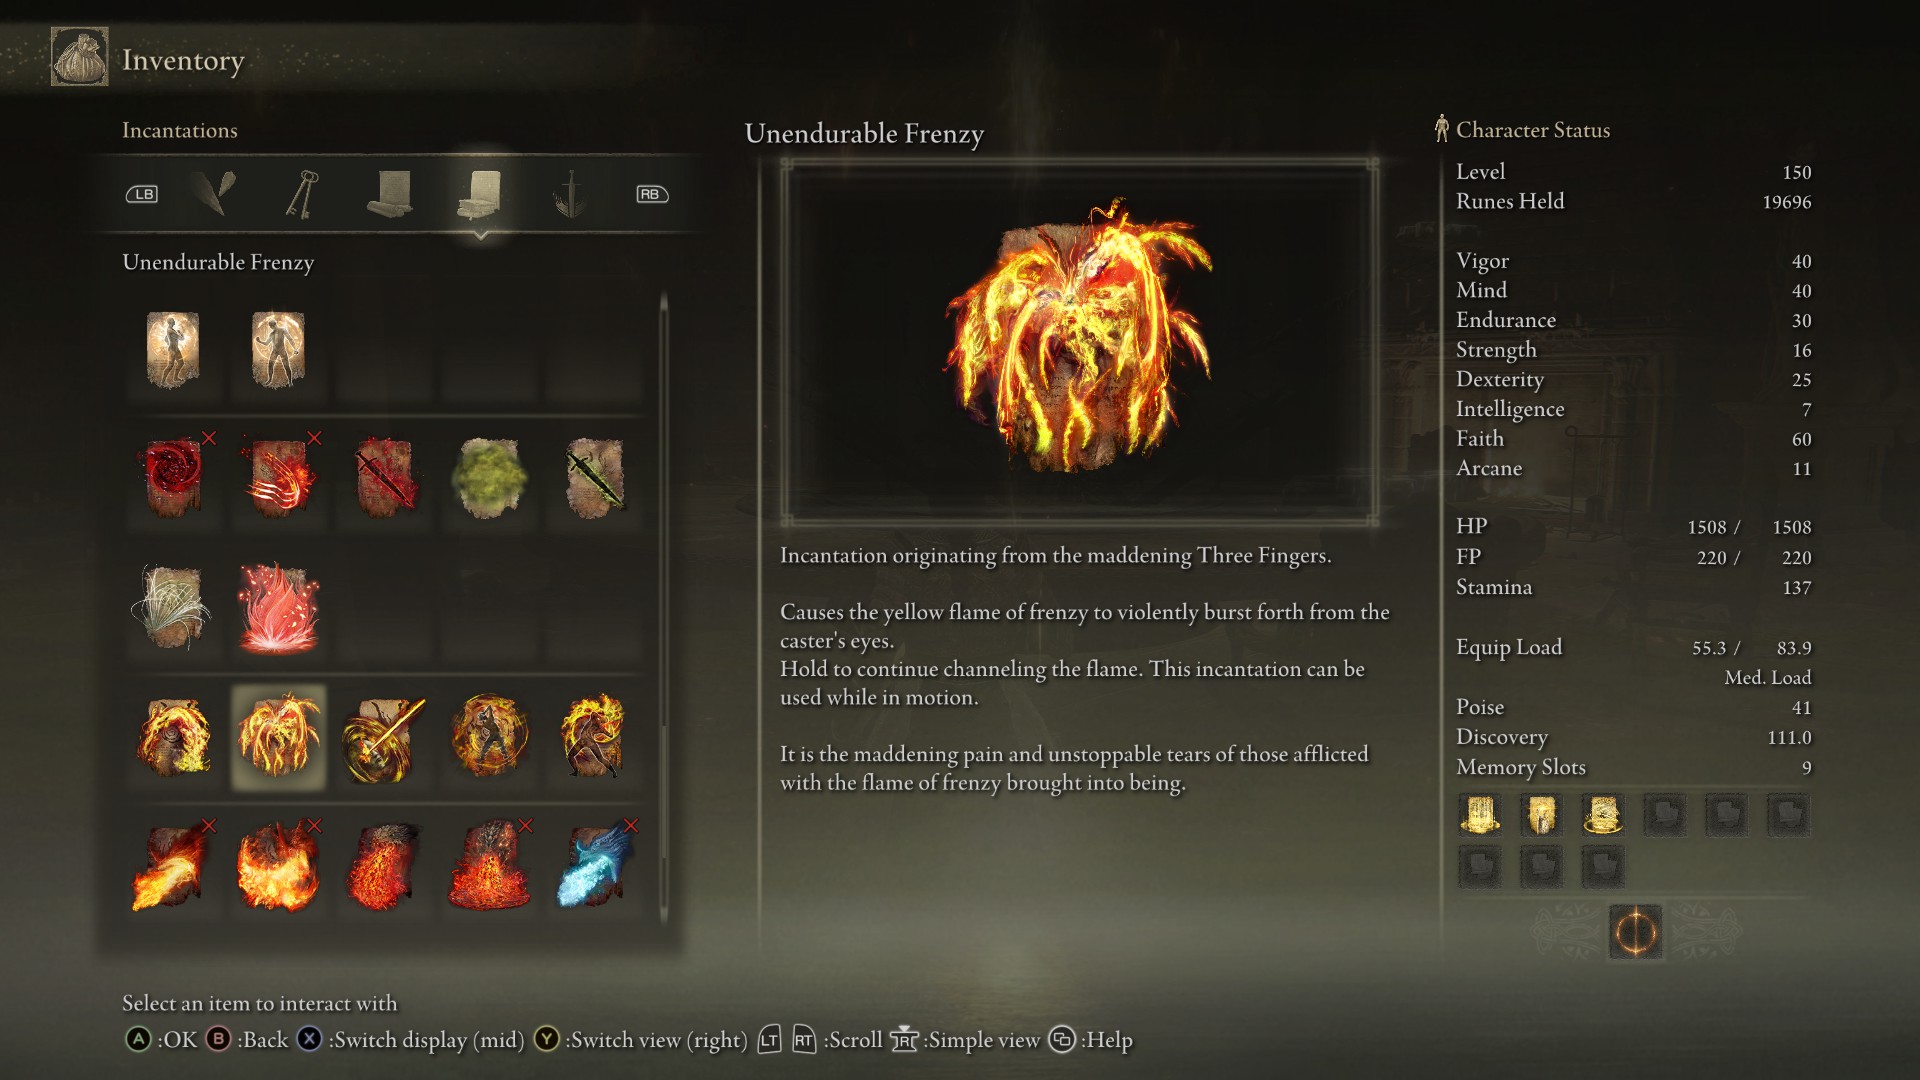 Inventory
Incantations
LB
RB
Unendurable Frenzy
Unendurable Frenzy
Incantation originating from the maddening Three Fingers.
Causes the yellow flame of frenzy to violently burst forth from the
caster's eyes.
Hold to continue channeling the flame. This incantation can be
used while in motion.
It is the maddening pain and unstoppable tears of those afflicted
with the flame of frenzy brought into being.
Character Status
Level 150
Runes Held 19696
Vigor 40
Mind 40
Endurance 30
Strength 16
Dexterity 25
Intelligence 7
Faith 60
Arcane 11
HP 1508 / 1508
FP 220 / 220
Stamina 137
Equip Load 55.3 / 83.9
Med. Load
Poise 41
Discovery 111.0
Memory Slots 9
Select an item to interact with
A :OK B :Back X :Switch display (mid) Y :Switch view (right) LT RT :Scroll R :Simple view :Help